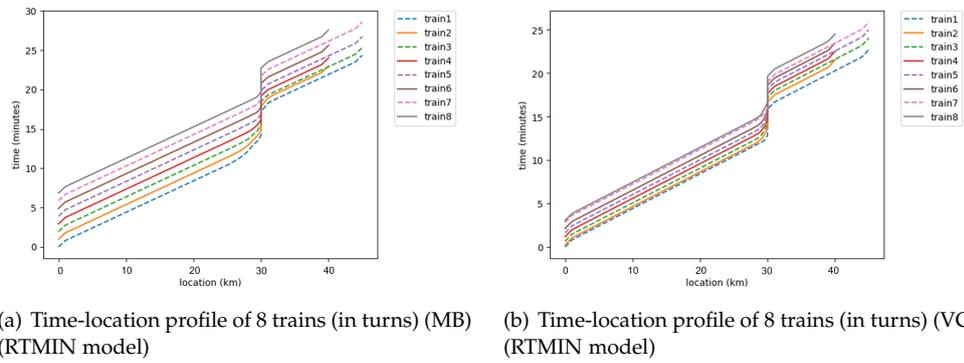 30
25
20
15
10
5
0
time (minutes)
0 10 20 30 40
location (km)
train1
train2
train3
train4
train5
train6
train7
train8
25
20
15
10
5
0
time (minutes)
0 10 20 30 40
location (km)
train1
train2
train3
train4
train5
train6
train7
train8
(a) Time-location profile of 8 trains (in turns) (MB)
(RTMIN model)
(b) Time-location profile of 8 trains (in turns)
(RTMIN model)